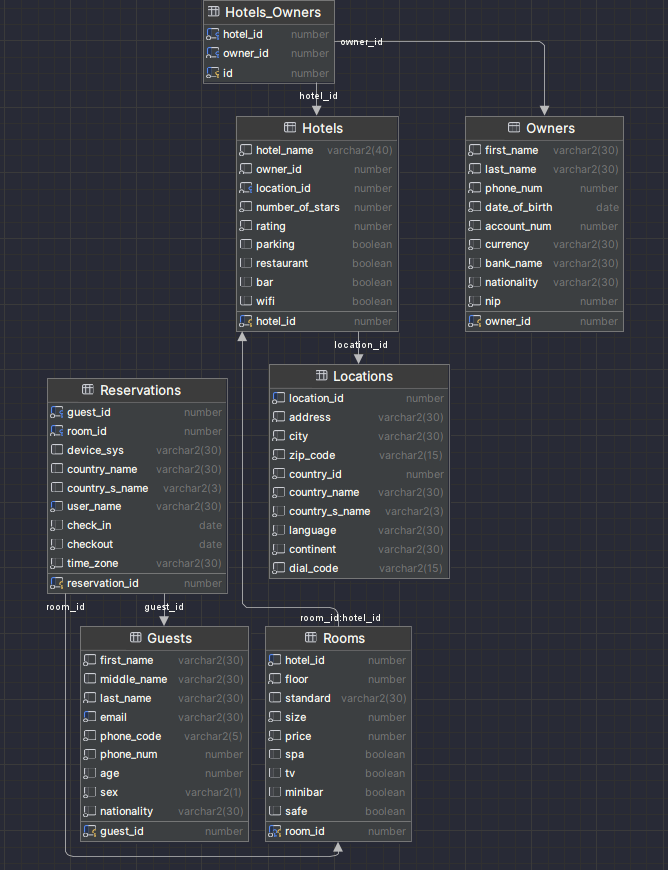 Hotels_Owners
hotel_id number
owner_id number
id number
owner_id
hotel_id
Hotels
hotel_name varchar2(40)
owner_id number
location_id number
number_of_stars number
rating number
parking boolean
restaurant boolean
bar boolean
wifi boolean
hotel_id number
Owners
first_name varchar2(30)
last_name varchar2(30)
phone_num number
date_of_birth date
account_num number
currency varchar2(30)
bank_name varchar2(30)
nationality varchar2(30)
nip number
owner_id number
location_id
Locations
location_id number
address varchar2(30)
city varchar2(30)
zip_code varchar2(15)
country_id number
country_name varchar2(30)
country_s_name varchar2(3)
language varchar2(30)
continent varchar2(30)
dial_code varchar2(15)
Reservations
guest_id number
room_id number
device_sys varchar2(30)
country_name varchar2(30)
country_s_name varchar2(3)
user_name varchar2(30)
check_in date
checkout date
time_zone varchar2(30)
reservation_id number
room_id
guest_id
room_id:hotel_id
Guests
first_name varchar2(30)
middle_name varchar2(30)
last_name varchar2(30)
email varchar2(30)
phone_code varchar2(5)
phone_num number
age number
sex varchar2(1)
nationality varchar2(30)
guest_id number
Rooms
hotel_id number
floor number
standard varchar2(30)
size number
price number
spa boolean
tv boolean
minibar boolean
safe boolean
room_id number